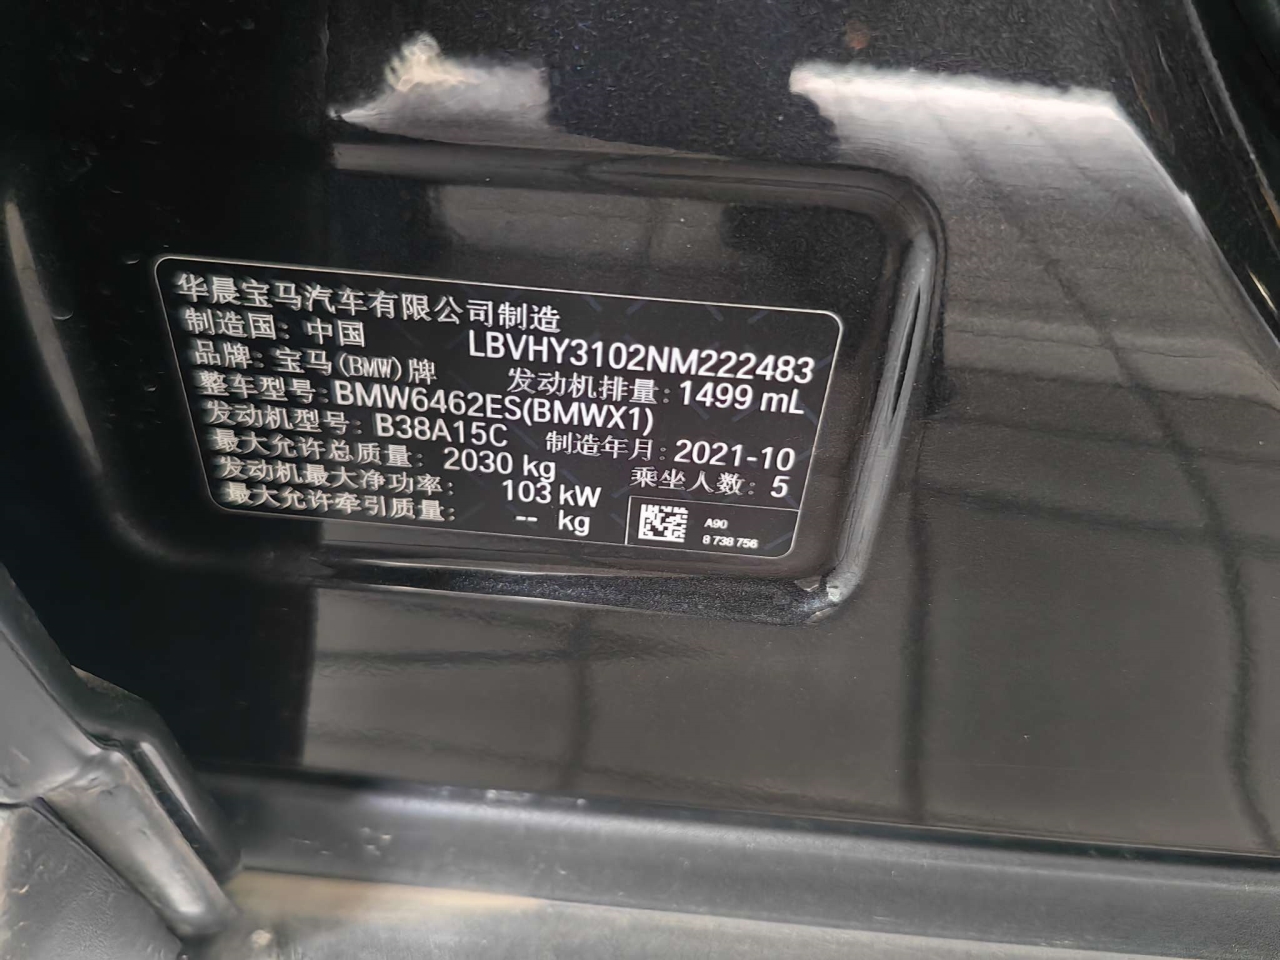 华晨宝马汽车有限公司制造
制造国：中国
LBVHY3102NM222483
品牌：宝马(BMW)牌
发动机排量：1499 mL
整车型号：BMW6462ES(BMWX1)
发动机型号：B38A15C
制造年月：2021-10
最大允许总质量：2030 kg
乘坐人数：5
发动机最大净功率：103 kW
最大允许牵引质量：-- kg
A90
8 738 756